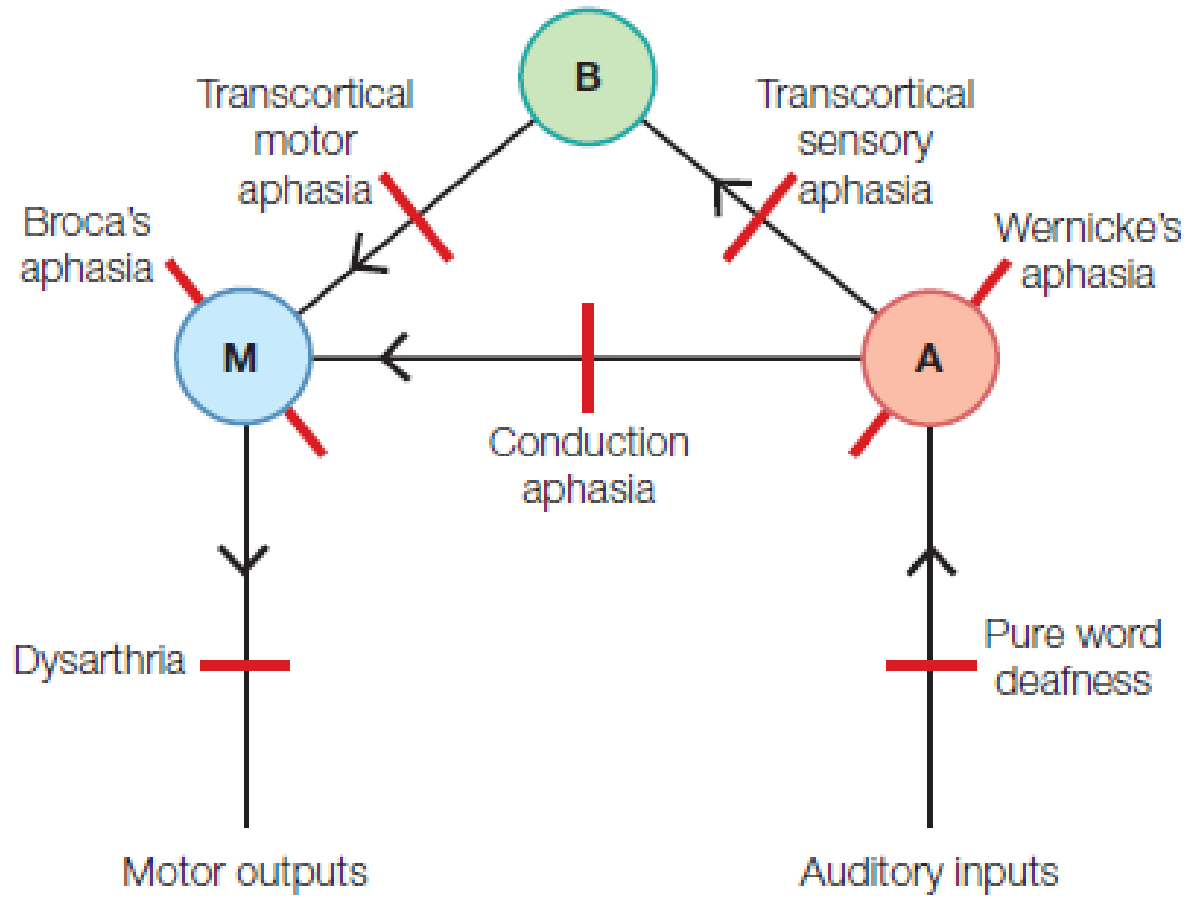 B
Transcortical
motor
aphasia
Transcortical
sensory
aphasia
Broca's
aphasia
Wernicke's
aphasia
M
A
Conduction
aphasia
Dysarthria
Pure word
deafness
Motor outputs
Auditory inputs